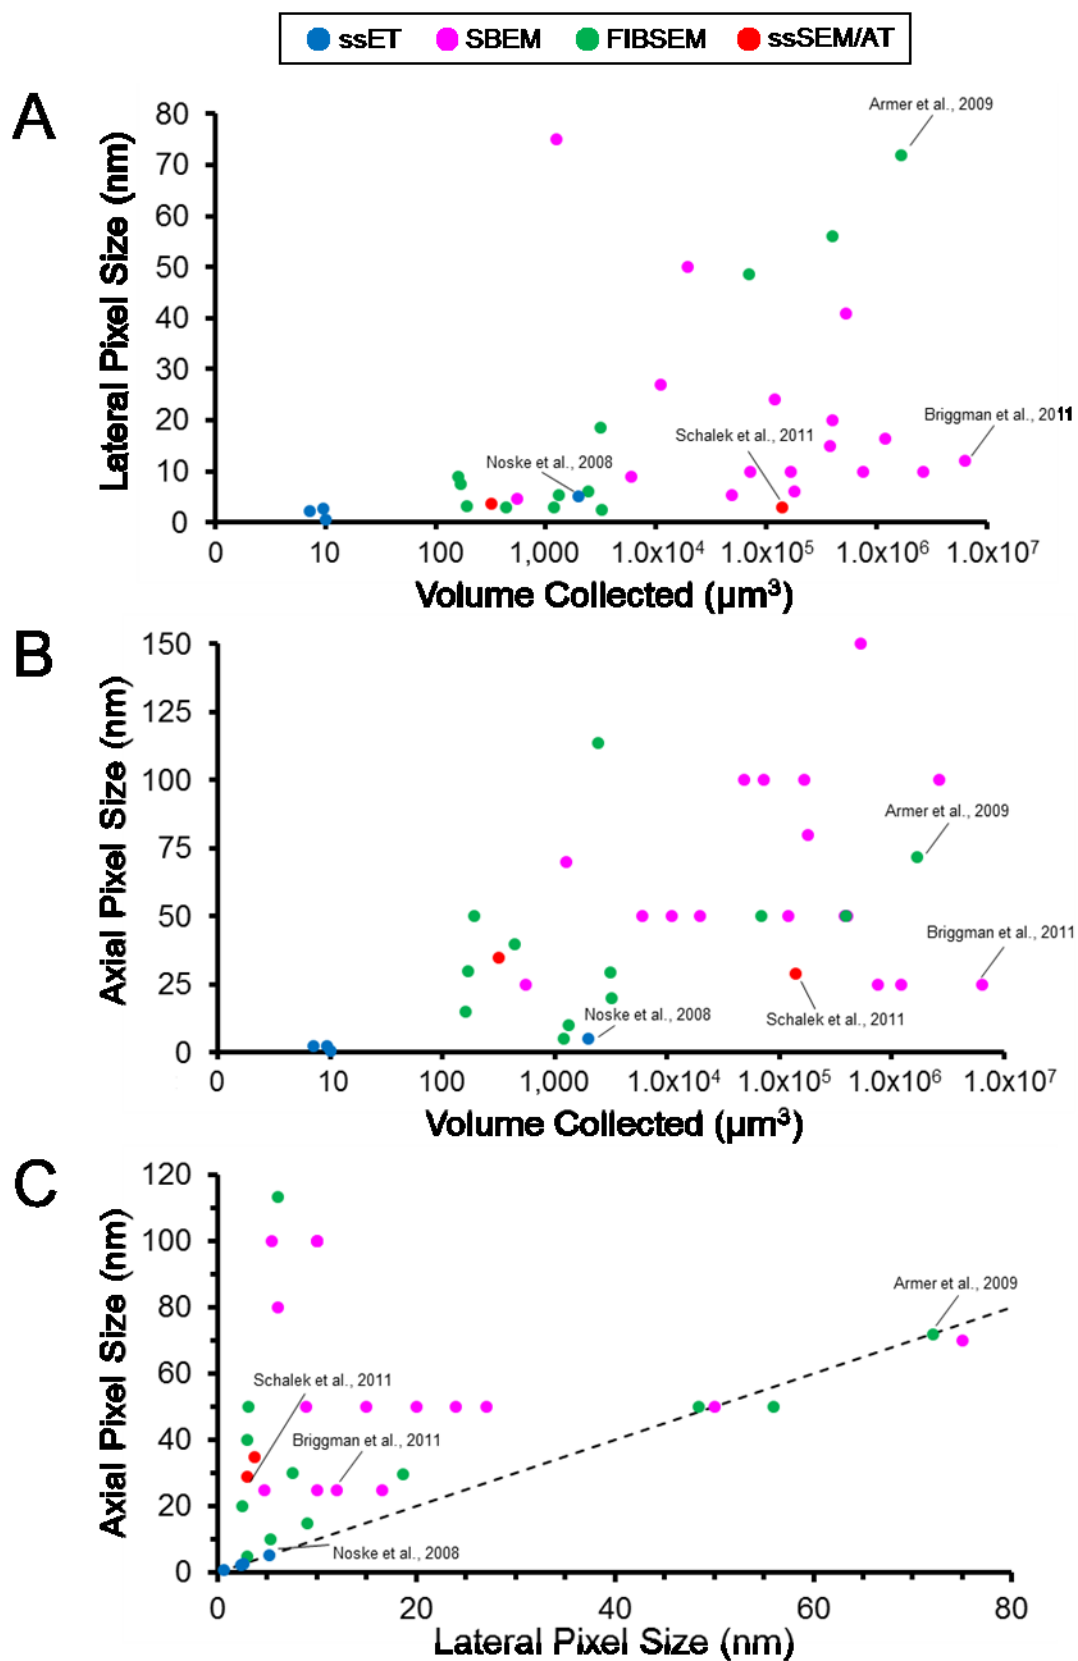 ssET SBEM FIBSEM ssSEM/AT
A
Lateral Pixel Size (nm)
80
70
60
50
40
30
20
10
0
Armer et al., 2009
Briggman et al., 2011
Schalek et al., 2011
Noske et al., 2008
0 10 100 1,000 1.0x10⁴ 1.0x10⁵ 1.0x10⁶ 1.0x10⁷
Volume Collected (µm³)
B
Axial Pixel Size (nm)
150
125
100
75
50
25
0
Armer et al., 2009
Briggman et al., 2011
Noske et al., 2008
Schalek et al., 2011
0 10 100 1,000 1.0x10⁴ 1.0x10⁵ 1.0x10⁶ 1.0x10⁷
Volume Collected (µm³)
C
Axial Pixel Size (nm)
120
100
80
60
40
20
0
Armer et al., 2009
Schalek et al., 2011
Briggman et al., 2011
Noske et al., 2008
0 20 40 60 80
Lateral Pixel Size (nm)